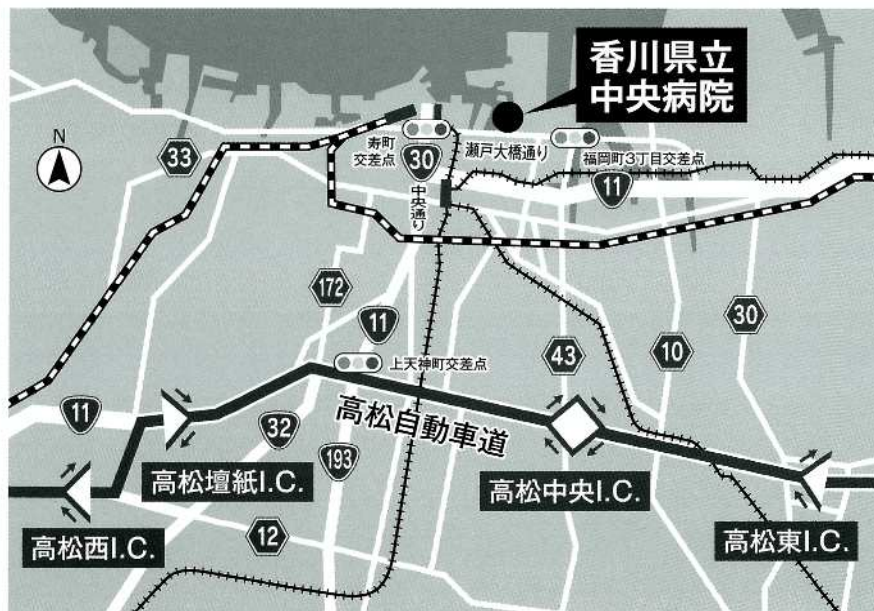 香川県立
中央病院
N
33
寿町
交差点
30
瀬戸大橋通り
福岡町3丁目交差点
11
中央通り
172
11
30
上天神町交差点
43
10
11
32
高松自動車道
193
高松壇紙I.C.
高松中央I.C.
高松西I.C.
12
高松東I.C.